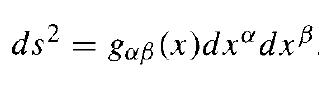 ds² = g_{αβ}(x)dx^α dx^β.